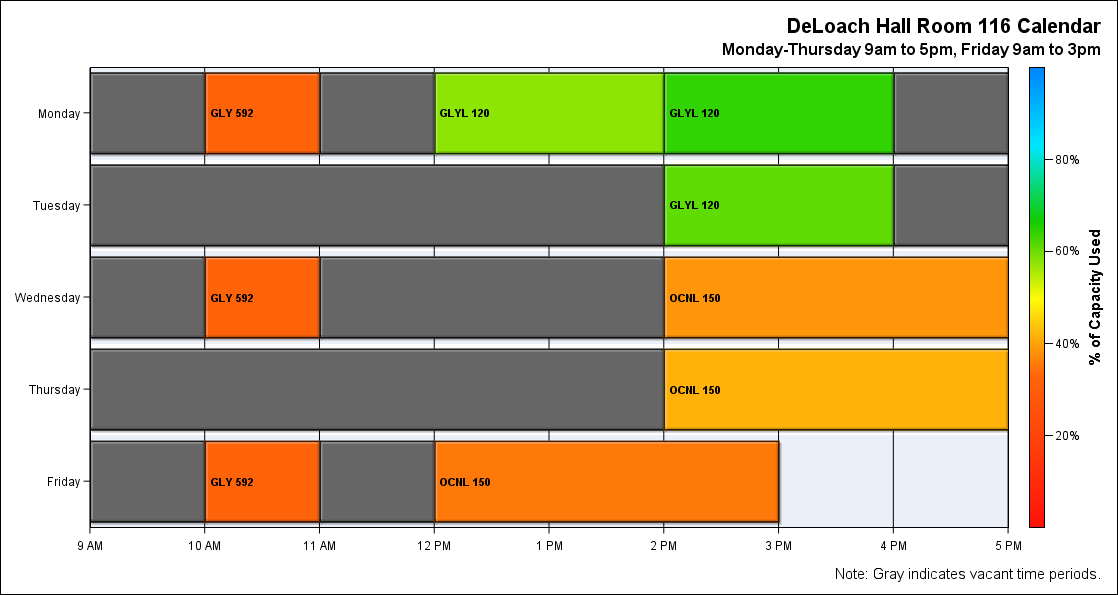 DeLoach Hall Room 116 Calendar
Monday-Thursday 9am to 5pm, Friday 9am to 3pm
Monday
GLY 592
GLYL 120
GLYL 120
Tuesday
GLYL 120
Wednesday
GLY 592
OCNL 150
Thursday
OCNL 150
Friday
GLY 592
OCNL 150
9 AM
10 AM
11 AM
12 PM
1 PM
2 PM
3 PM
4 PM
5 PM
80%
60%
40%
20%
% of Capacity Used
Note: Gray indicates vacant time periods.